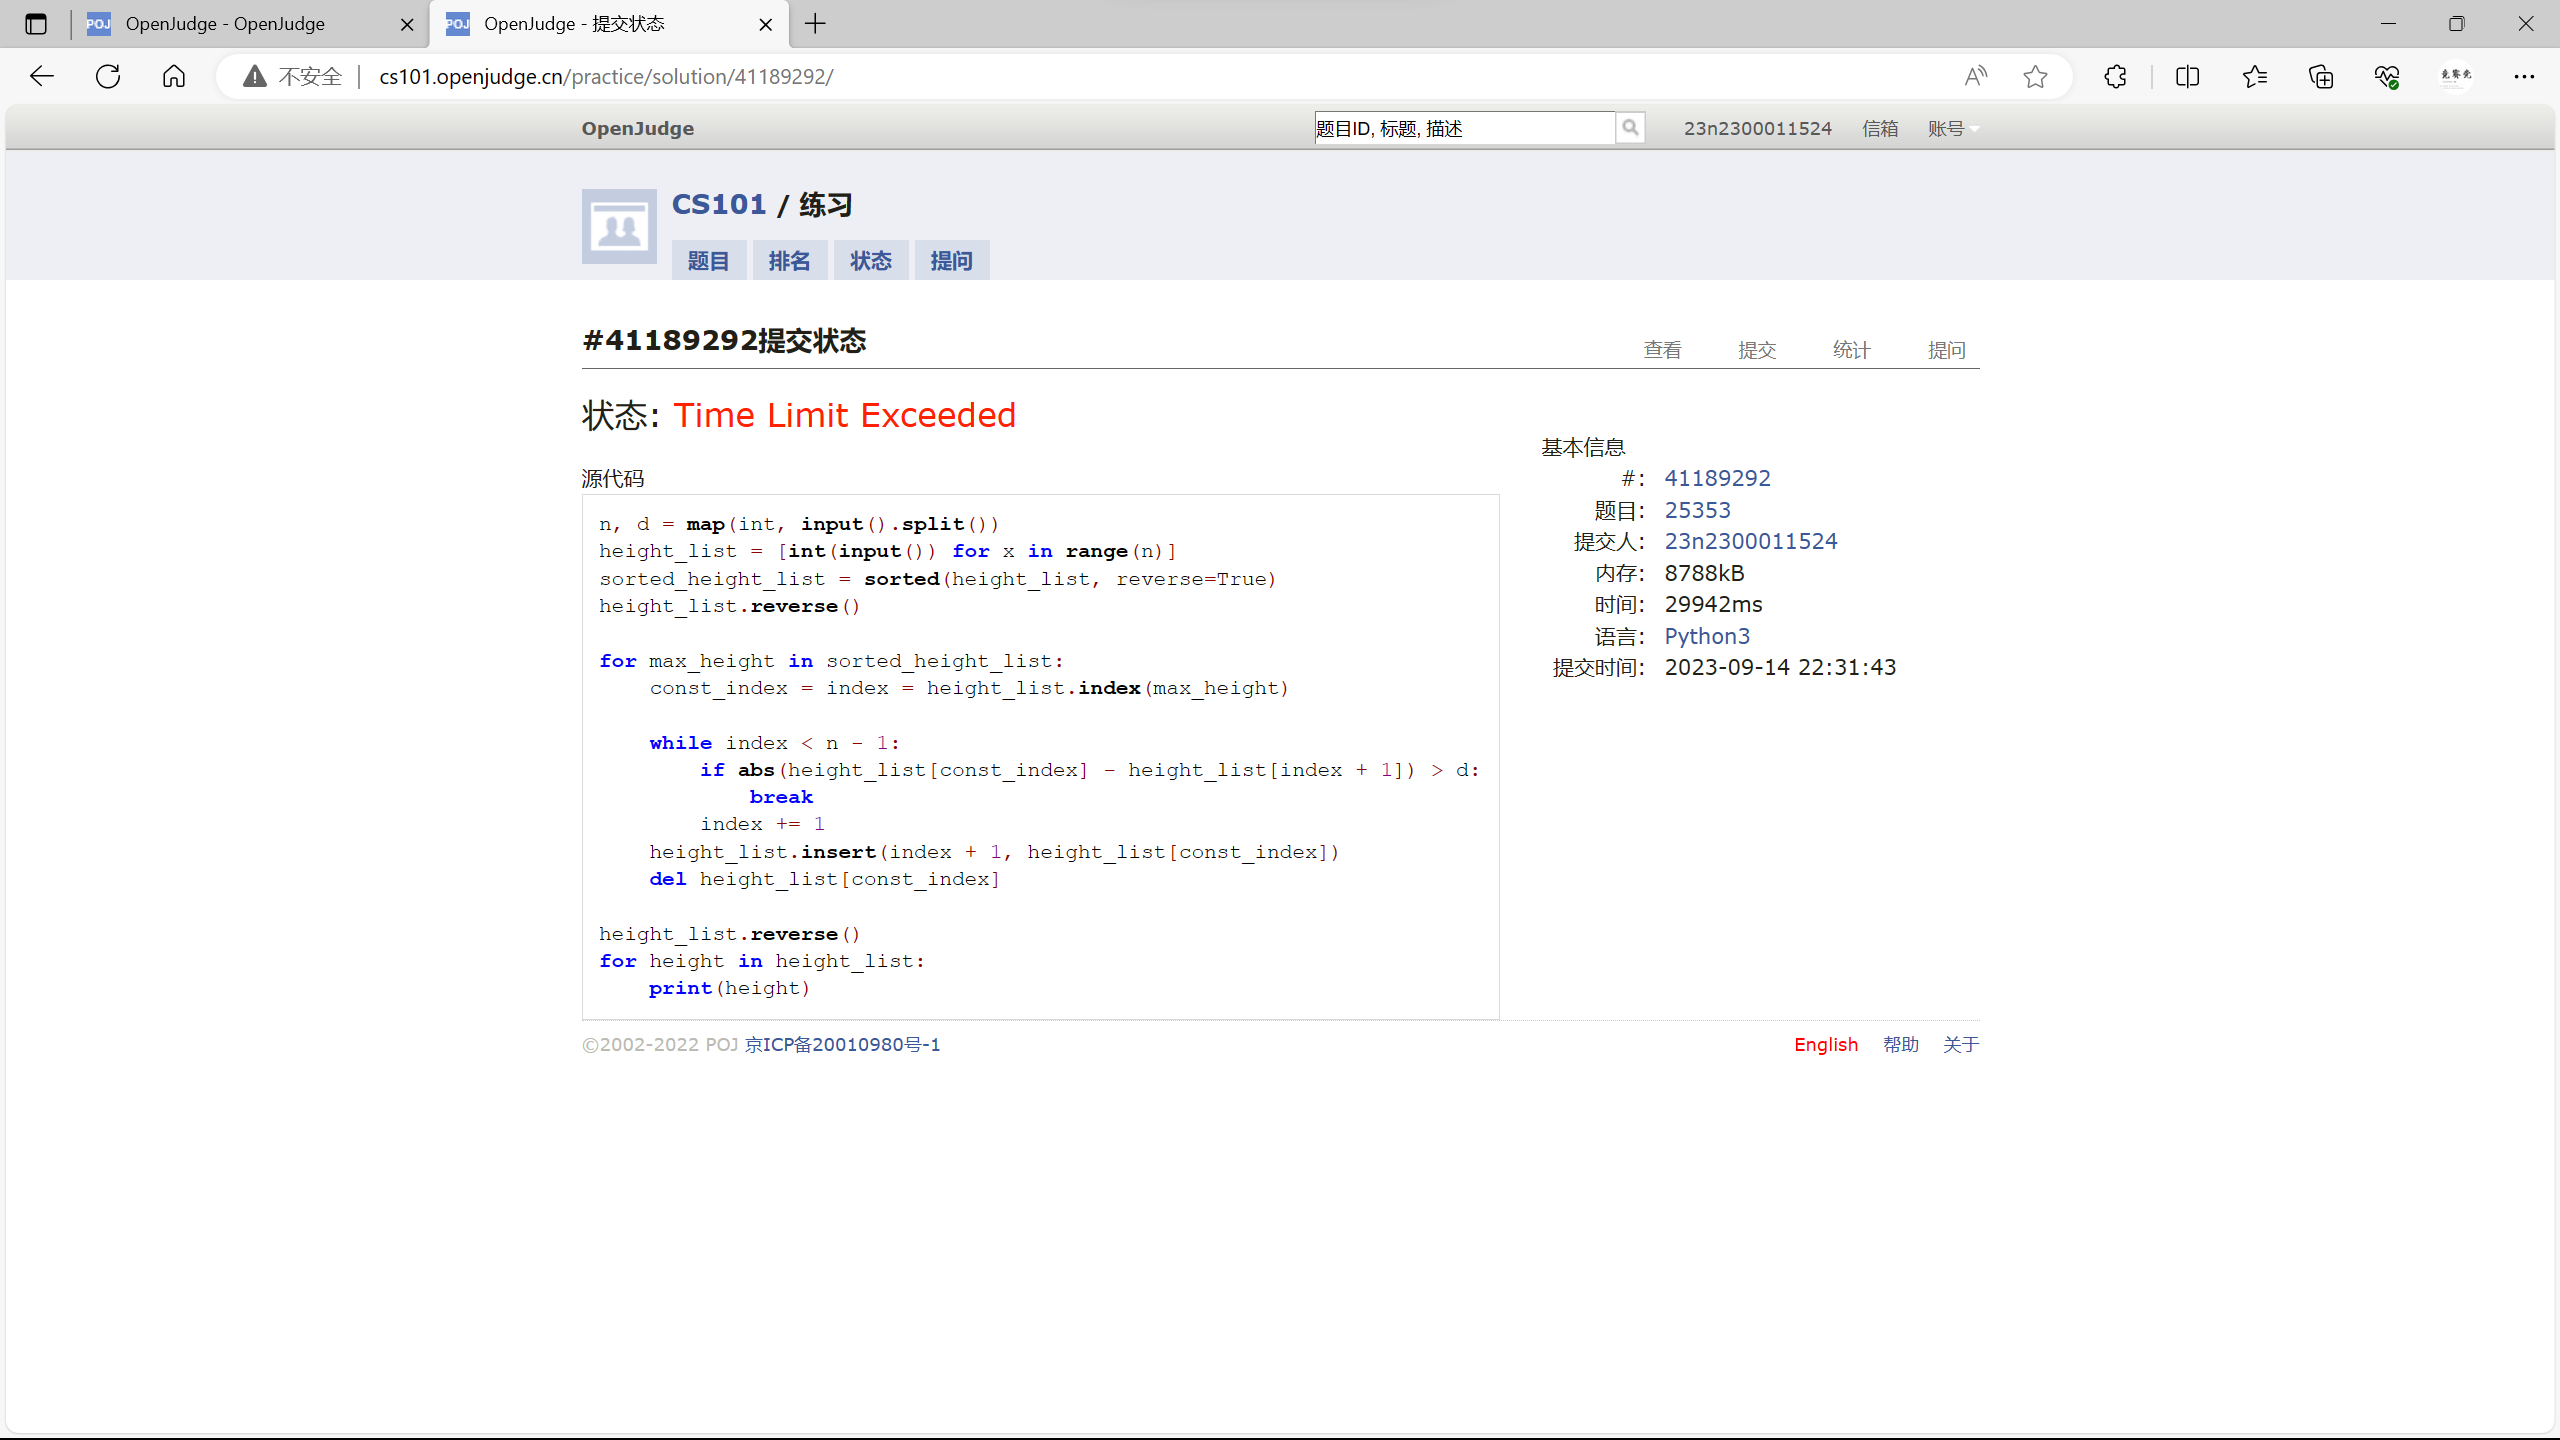 OpenJudge - OpenJudge
OpenJudge - 提交状态
不安全
cs101.openjudge.cn/practice/solution/41189292/
OpenJudge
题目ID, 标题, 描述
23n2300011524 信箱 账号
CS101 / 练习
题目 排名 状态 提问
#41189292提交状态
查看 提交 统计 提问
状态: Time Limit Exceeded
源代码
n, d = map(int, input().split())
height_list = [int(input()) for x in range(n)]
sorted_height_list = sorted(height_list, reverse=True)
height_list.reverse()
for max_height in sorted_height_list:
    const_index = index = height_list.index(max_height)
    while index < n - 1:
        if abs(height_list[const_index] - height_list[index + 1]) > d:
            break
        index += 1
    height_list.insert(index + 1, height_list[const_index])
    del height_list[const_index]
height_list.reverse()
for height in height_list:
    print(height)
基本信息
#: 41189292
题目: 25353
提交人: 23n2300011524
内存: 8788kB
时间: 29942ms
语言: Python3
提交时间: 2023-09-14 22:31:43
©2002-2022 POJ 京ICP备20010980号-1
English 帮助 关于